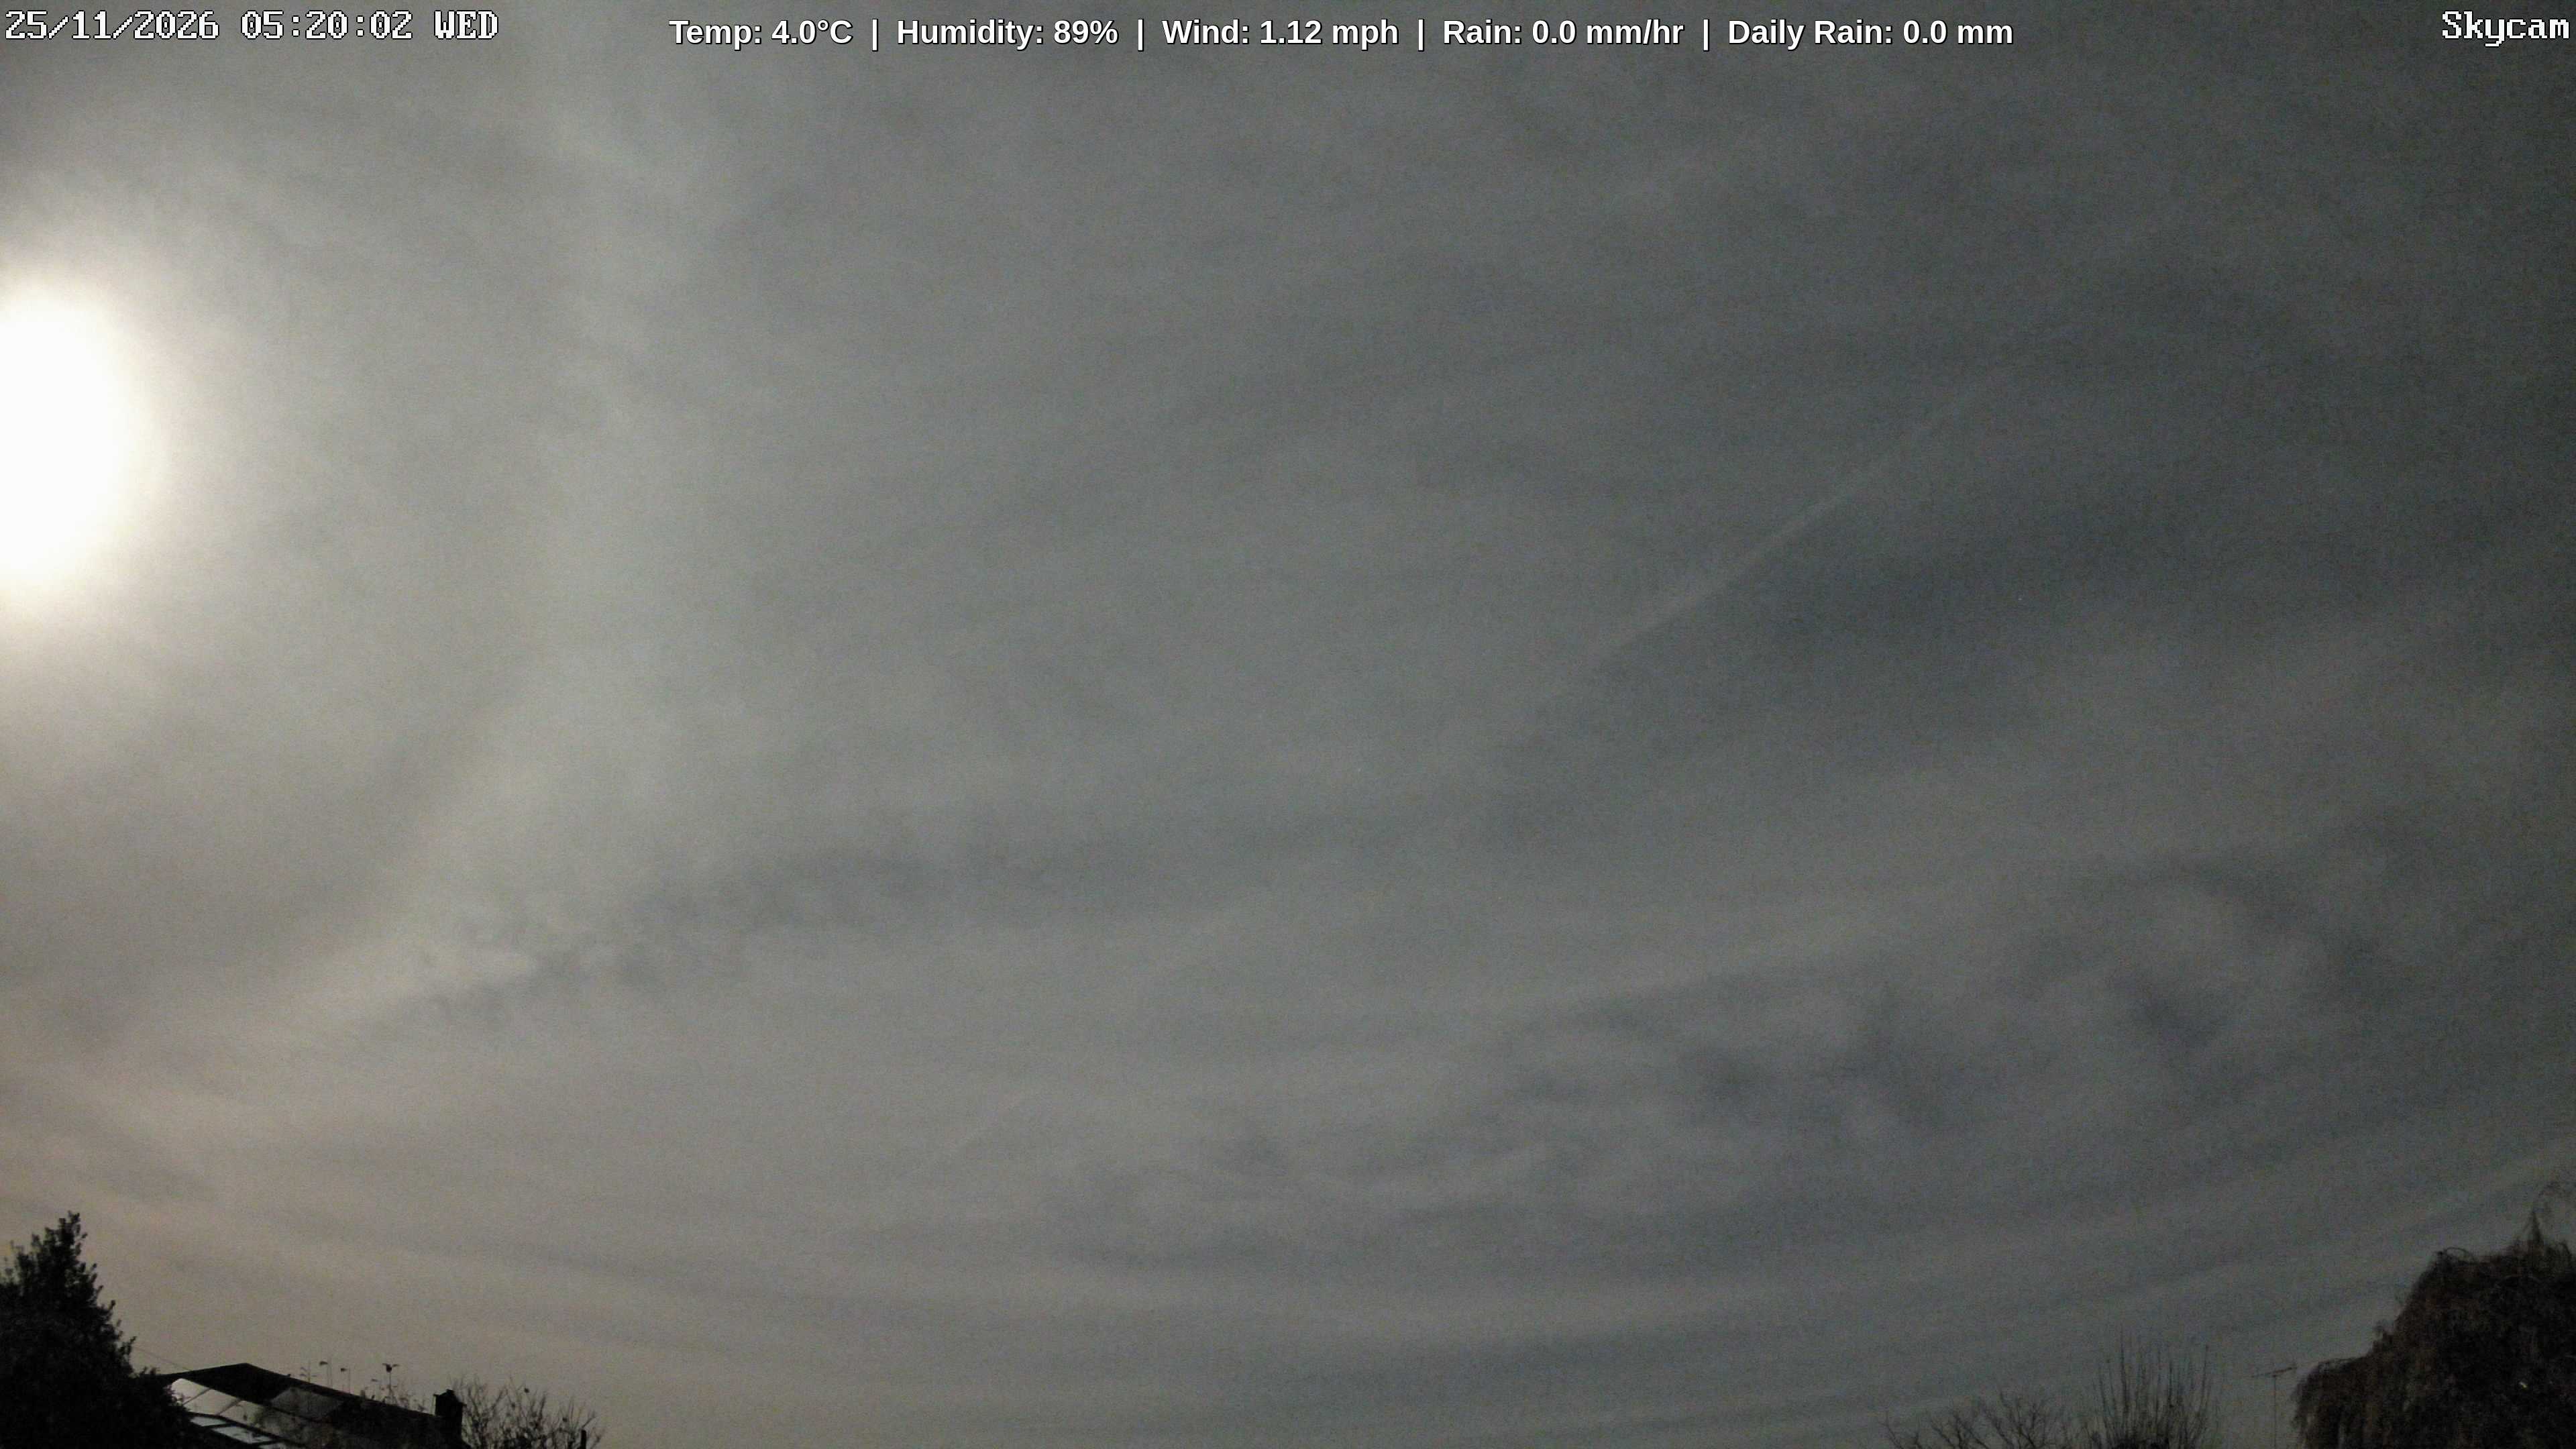 25/11/2026 05:20:02 WED
Temp: 4.0°C | Humidity: 89% | Wind: 1.12 mph | Rain: 0.0 mm/hr | Daily Rain: 0.0 mm
Skycam